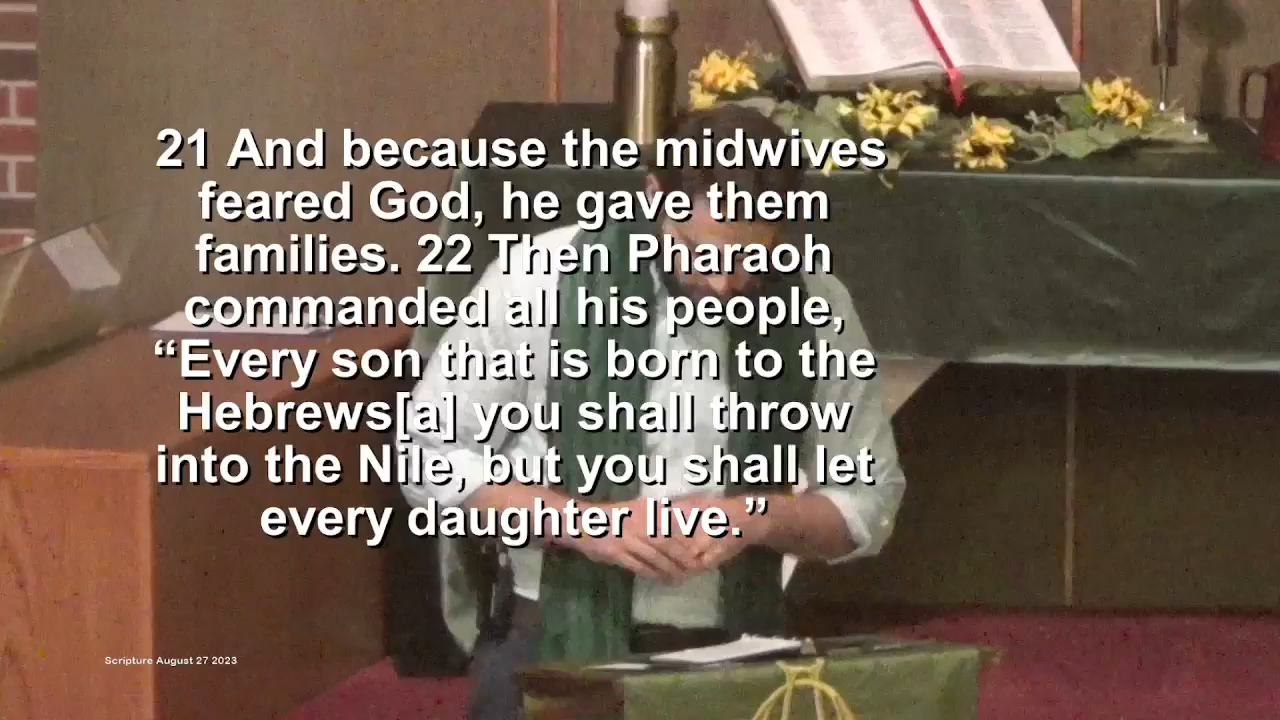 21 And because the midwives
feared God, he gave them
families. 22 Then Pharaoh
commanded all his people,
“Every son that is born to the
Hebrews[a] you shall throw
into the Nile, but you shall let
every daughter live.”
Scripture August 27 2023